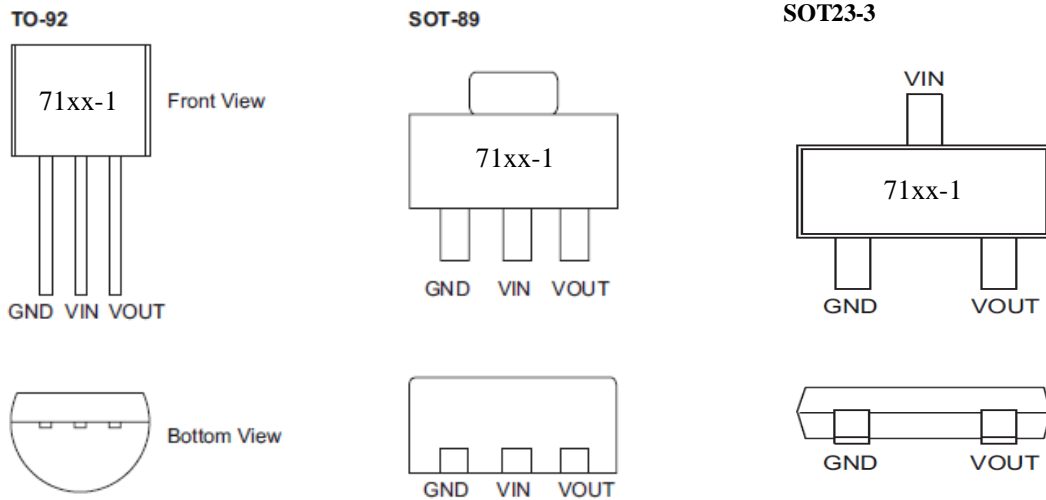 TO-92
SOT-89
SOT23-3
71xx-1
Front View
GND VIN VOUT
71xx-1
GND VIN VOUT
VIN
71xx-1
GND VOUT
Bottom View
GND VIN VOUT
GND VOUT